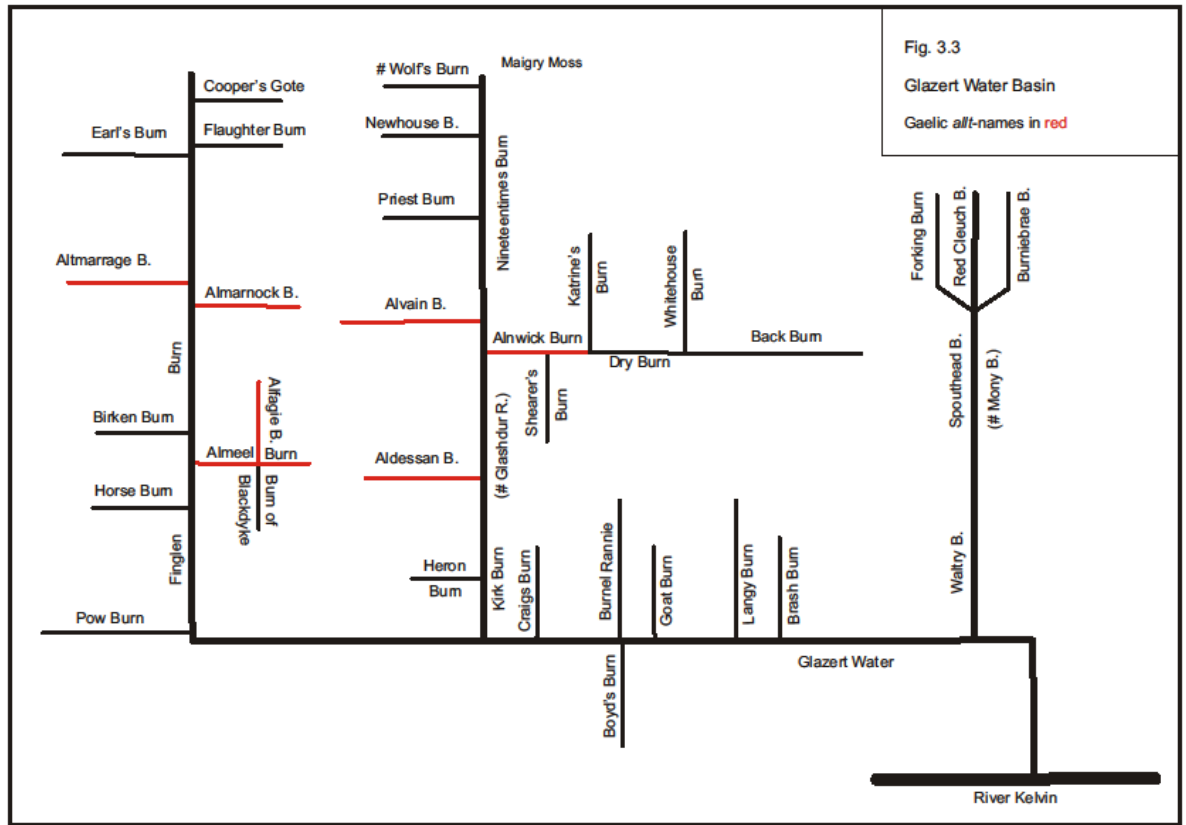 Fig. 3.3
Glazert Water Basin
Gaelic allt-names in red
Maigry Moss
# Wolf's Burn
Cooper's Gote
Newhouse B.
Flaughter Burn
Earl's Burn
Nineteentimes Burn
Priest Burn
Forking Burn
Red Cleuch B.
Burniebrae B.
Katrine's
Burn
Whitehouse
Burn
Altmarrage B.
Almarnock B.
Alvain B.
Alnwick Burn
Dry Burn
Back Burn
Burn
Shearer's
Burn
Spouthead B.
(# Mony B.)
Alfagie B.
Birken Burn
Almeel Burn
Aldessan B.
(# Glashdur R.)
Horse Burn
Burn of
Blackdyke
Finglen
Heron
Burn
Kirk Burn
Craigs Burn
Burnel Rannie
Goat Burn
Langy Burn
Brash Burn
Waltry B.
Pow Burn
Glazert Water
Boyd's Burn
River Kelvin